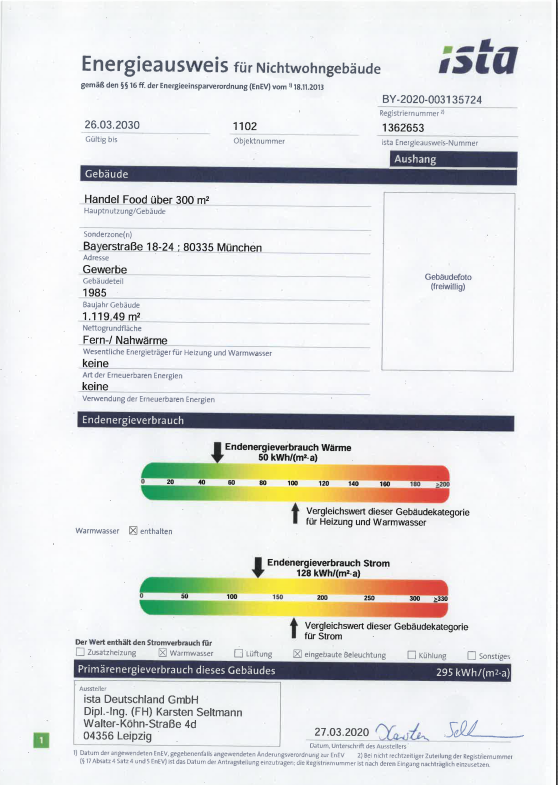 Energieausweis für Nichtwohngebäude
ista
gemäß den §§ 16 ff. der Energieeinsparverordnung (EnEV) vom ¹⁾ 18.11.2013
BY-2020-003135724
Registriernummer ²⁾
26.03.2030
Gültig bis
1102
Objektnummer
1362653
ista Energieausweis-Nummer
Aushang
Gebäude
Handel Food über 300 m²
Hauptnutzung/Gebäude
Sonderzone(n)
Bayerstraße 18-24 ; 80335 München
Adresse
Gewerbe
Gebäudeteil
1985
Baujahr Gebäude
1.119,49 m²
Nettogrundfläche
Fern-/ Nahwärme
Wesentliche Energieträger für Heizung und Warmwasser
keine
Art der Erneuerbaren Energien
keine
Verwendung der Erneuerbaren Energien
Gebäudefoto
(freiwillig)
Endenergieverbrauch
Endenergieverbrauch Wärme
50 kWh/(m²·a)
0 20 40 60 80 100 120 140 160 180 ≥200
Vergleichswert dieser Gebäudekategorie
für Heizung und Warmwasser
Warmwasser ☒ enthalten
Endenergieverbrauch Strom
128 kWh/(m²·a)
0 50 100 150 200 250 300 ≥330
Vergleichswert dieser Gebäudekategorie
für Strom
Der Wert enthält den Stromverbrauch für
☐ Zusatzheizung ☒ Warmwasser ☐ Lüftung ☒ eingebaute Beleuchtung ☐ Kühlung ☐ Sonstiges
Primärenergieverbrauch dieses Gebäudes 295 kWh/(m²·a)
Aussteller
ista Deutschland GmbH
Dipl.-Ing. (FH) Karsten Seltmann
Walter-Köhn-Straße 4d
04356 Leipzig
27.03.2020 Karsten
Datum, Unterschrift des Ausstellers
1
1) Datum der angewendeten EnEV, gegebenenfalls angewendeten Änderungsverordnung zur EnEV 2) Bei nicht rechtzeitiger Zuteilung der Registriernummer
(§ 17 Absatz 4 Satz 4 und 5 EnEV) ist das Datum der Antragstellung einzutragen; die Registriernummer ist nach deren Eingang nachträglich einzusetzen.